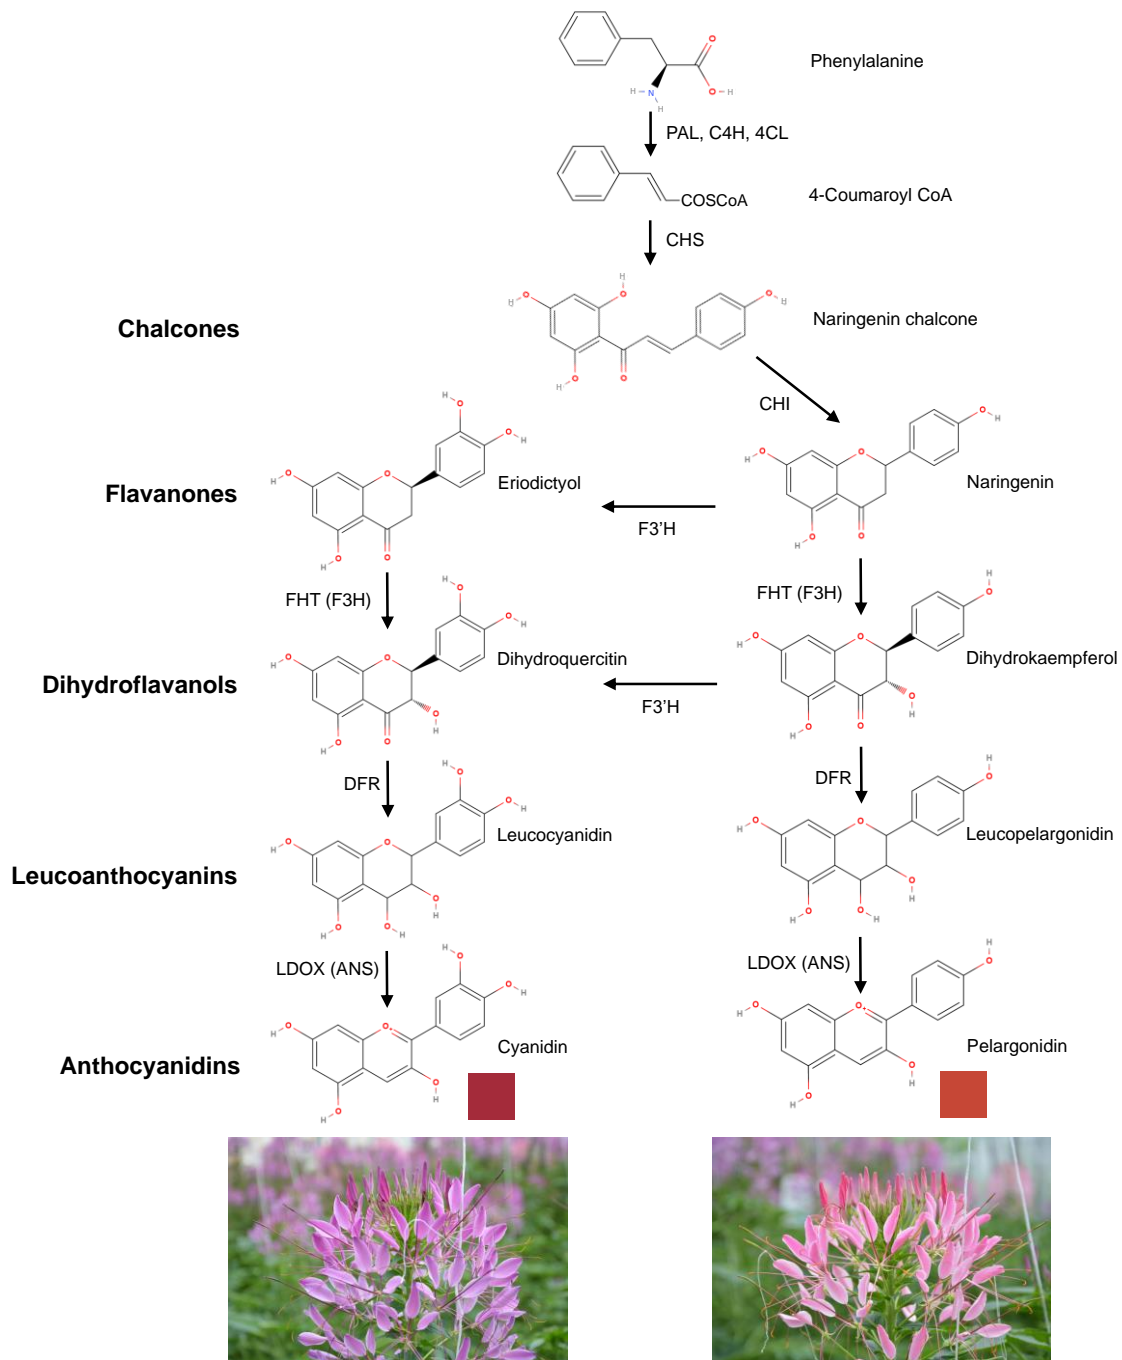 Phenylalanine
PAL, C4H, 4CL
COSCoA
4-Coumaroyl CoA
CHS
Chalcones
Naringenin chalcone
CHI
Flavanones
Eriodictyol
Naringenin
F3'H
FHT (F3H)
FHT (F3H)
Dihydroflavanols
Dihydroquercitin
Dihydrokaempferol
F3'H
DFR
DFR
Leucoanthocyanins
Leucocyanidin
Leucopelargonidin
LDOX (ANS)
LDOX (ANS)
Anthocyanidins
Cyanidin
Pelargonidin